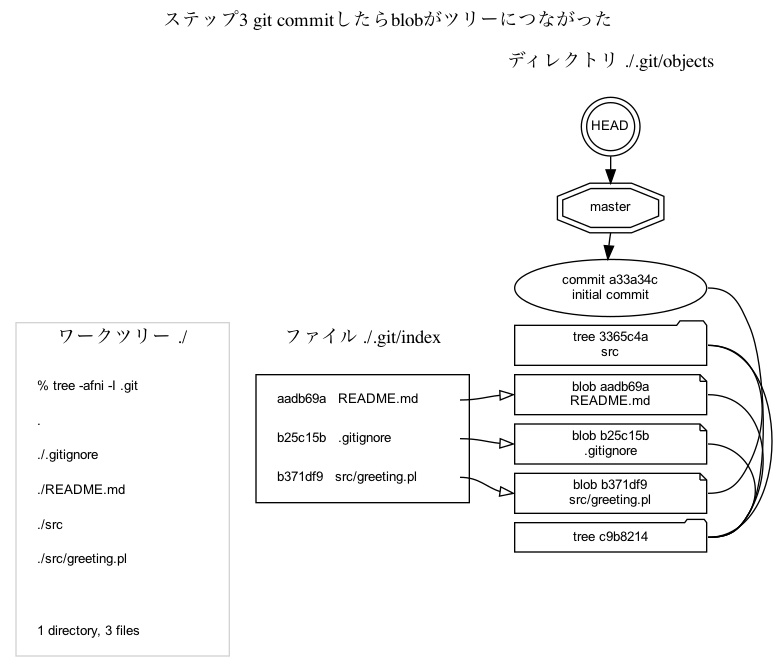 ステップ3 git commitしたらblobがツリーにつながった
ディレクトリ ./.git/objects
HEAD
master
commit a33a34c
initial commit
ワークツリー ./
% tree -afni -I .git
.
./.gitignore
./README.md
./src
./src/greeting.pl
1 directory, 3 files
ファイル ./.git/index
aadb69a README.md
b25c15b .gitignore
b371df9 src/greeting.pl
tree 3365c4a
src
blob aadb69a
README.md
blob b25c15b
.gitignore
blob b371df9
src/greeting.pl
tree c9b8214